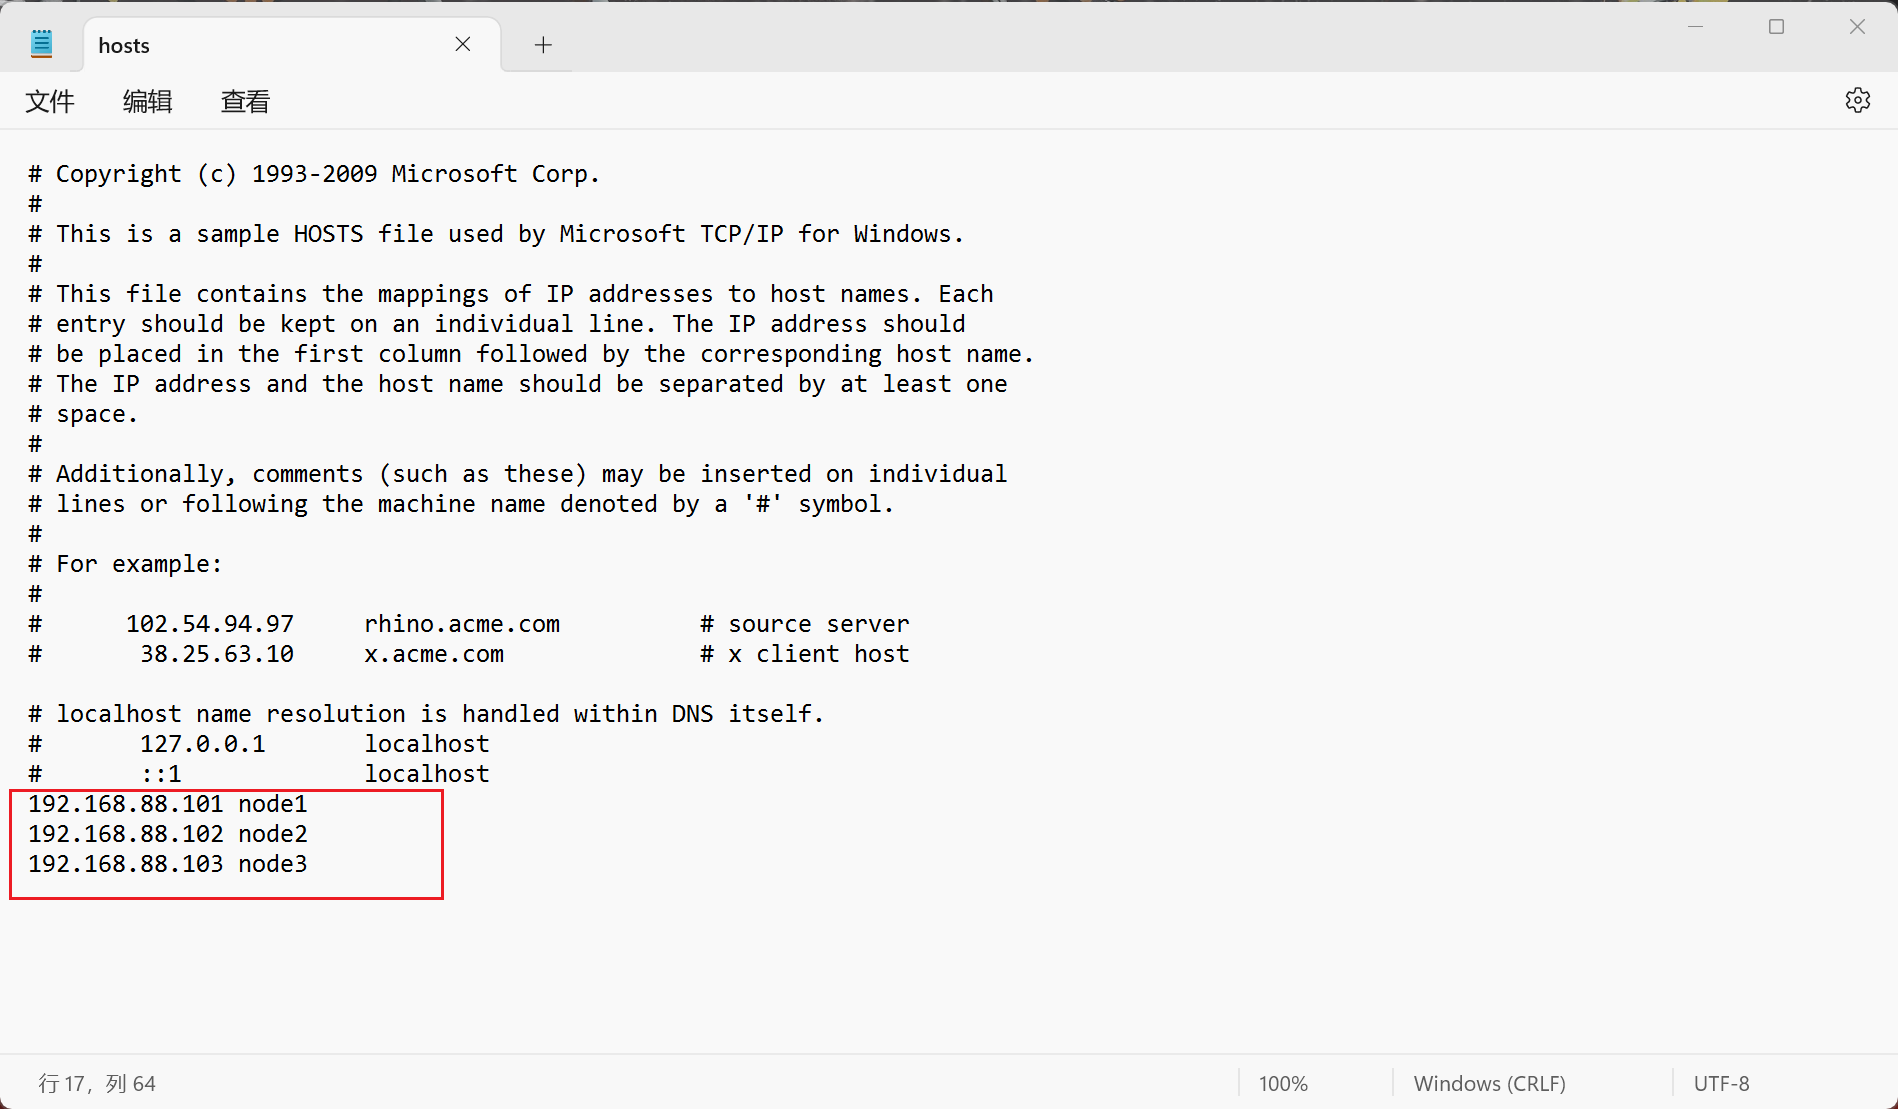 hosts
文件 编辑 查看
# Copyright (c) 1993-2009 Microsoft Corp.
#
# This is a sample HOSTS file used by Microsoft TCP/IP for Windows.
#
# This file contains the mappings of IP addresses to host names. Each
# entry should be kept on an individual line. The IP address should
# be placed in the first column followed by the corresponding host name.
# The IP address and the host name should be separated by at least one
# space.
#
# Additionally, comments (such as these) may be inserted on individual
# lines or following the machine name denoted by a '#' symbol.
#
# For example:
#
#      102.54.94.97     rhino.acme.com          # source server
#       38.25.63.10     x.acme.com              # x client host

# localhost name resolution is handled within DNS itself.
#       127.0.0.1       localhost
#       ::1             localhost
192.168.88.101 node1
192.168.88.102 node2
192.168.88.103 node3
行 17，列 64 100% Windows (CRLF) UTF-8